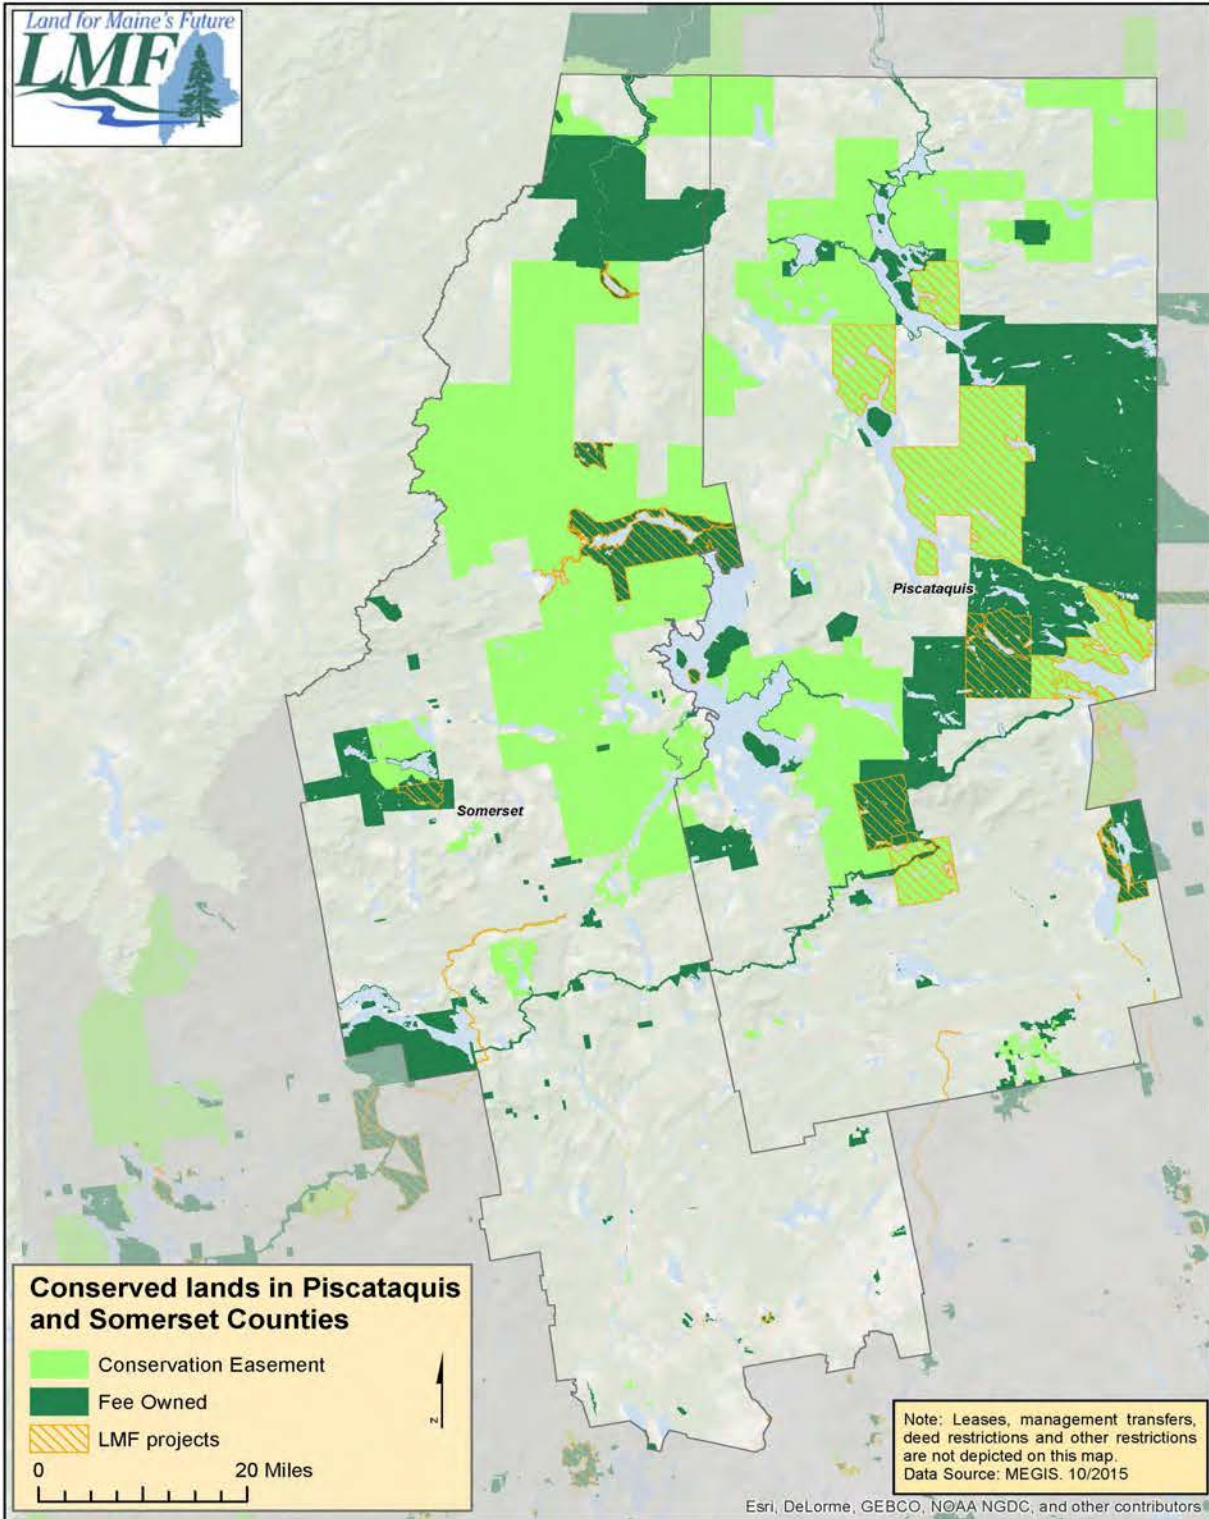 Land for Maine's Future
LMF
Piscataquis
Somerset
Conserved lands in Piscataquis
and Somerset Counties
Conservation Easement
Fee Owned
LMF projects
N
0 20 Miles
Note: Leases, management transfers,
deed restrictions and other restrictions
are not depicted on this map.
Data Source: MEGIS. 10/2015
Esri, DeLorme, GEBCO, NOAA NGDC, and other contributors